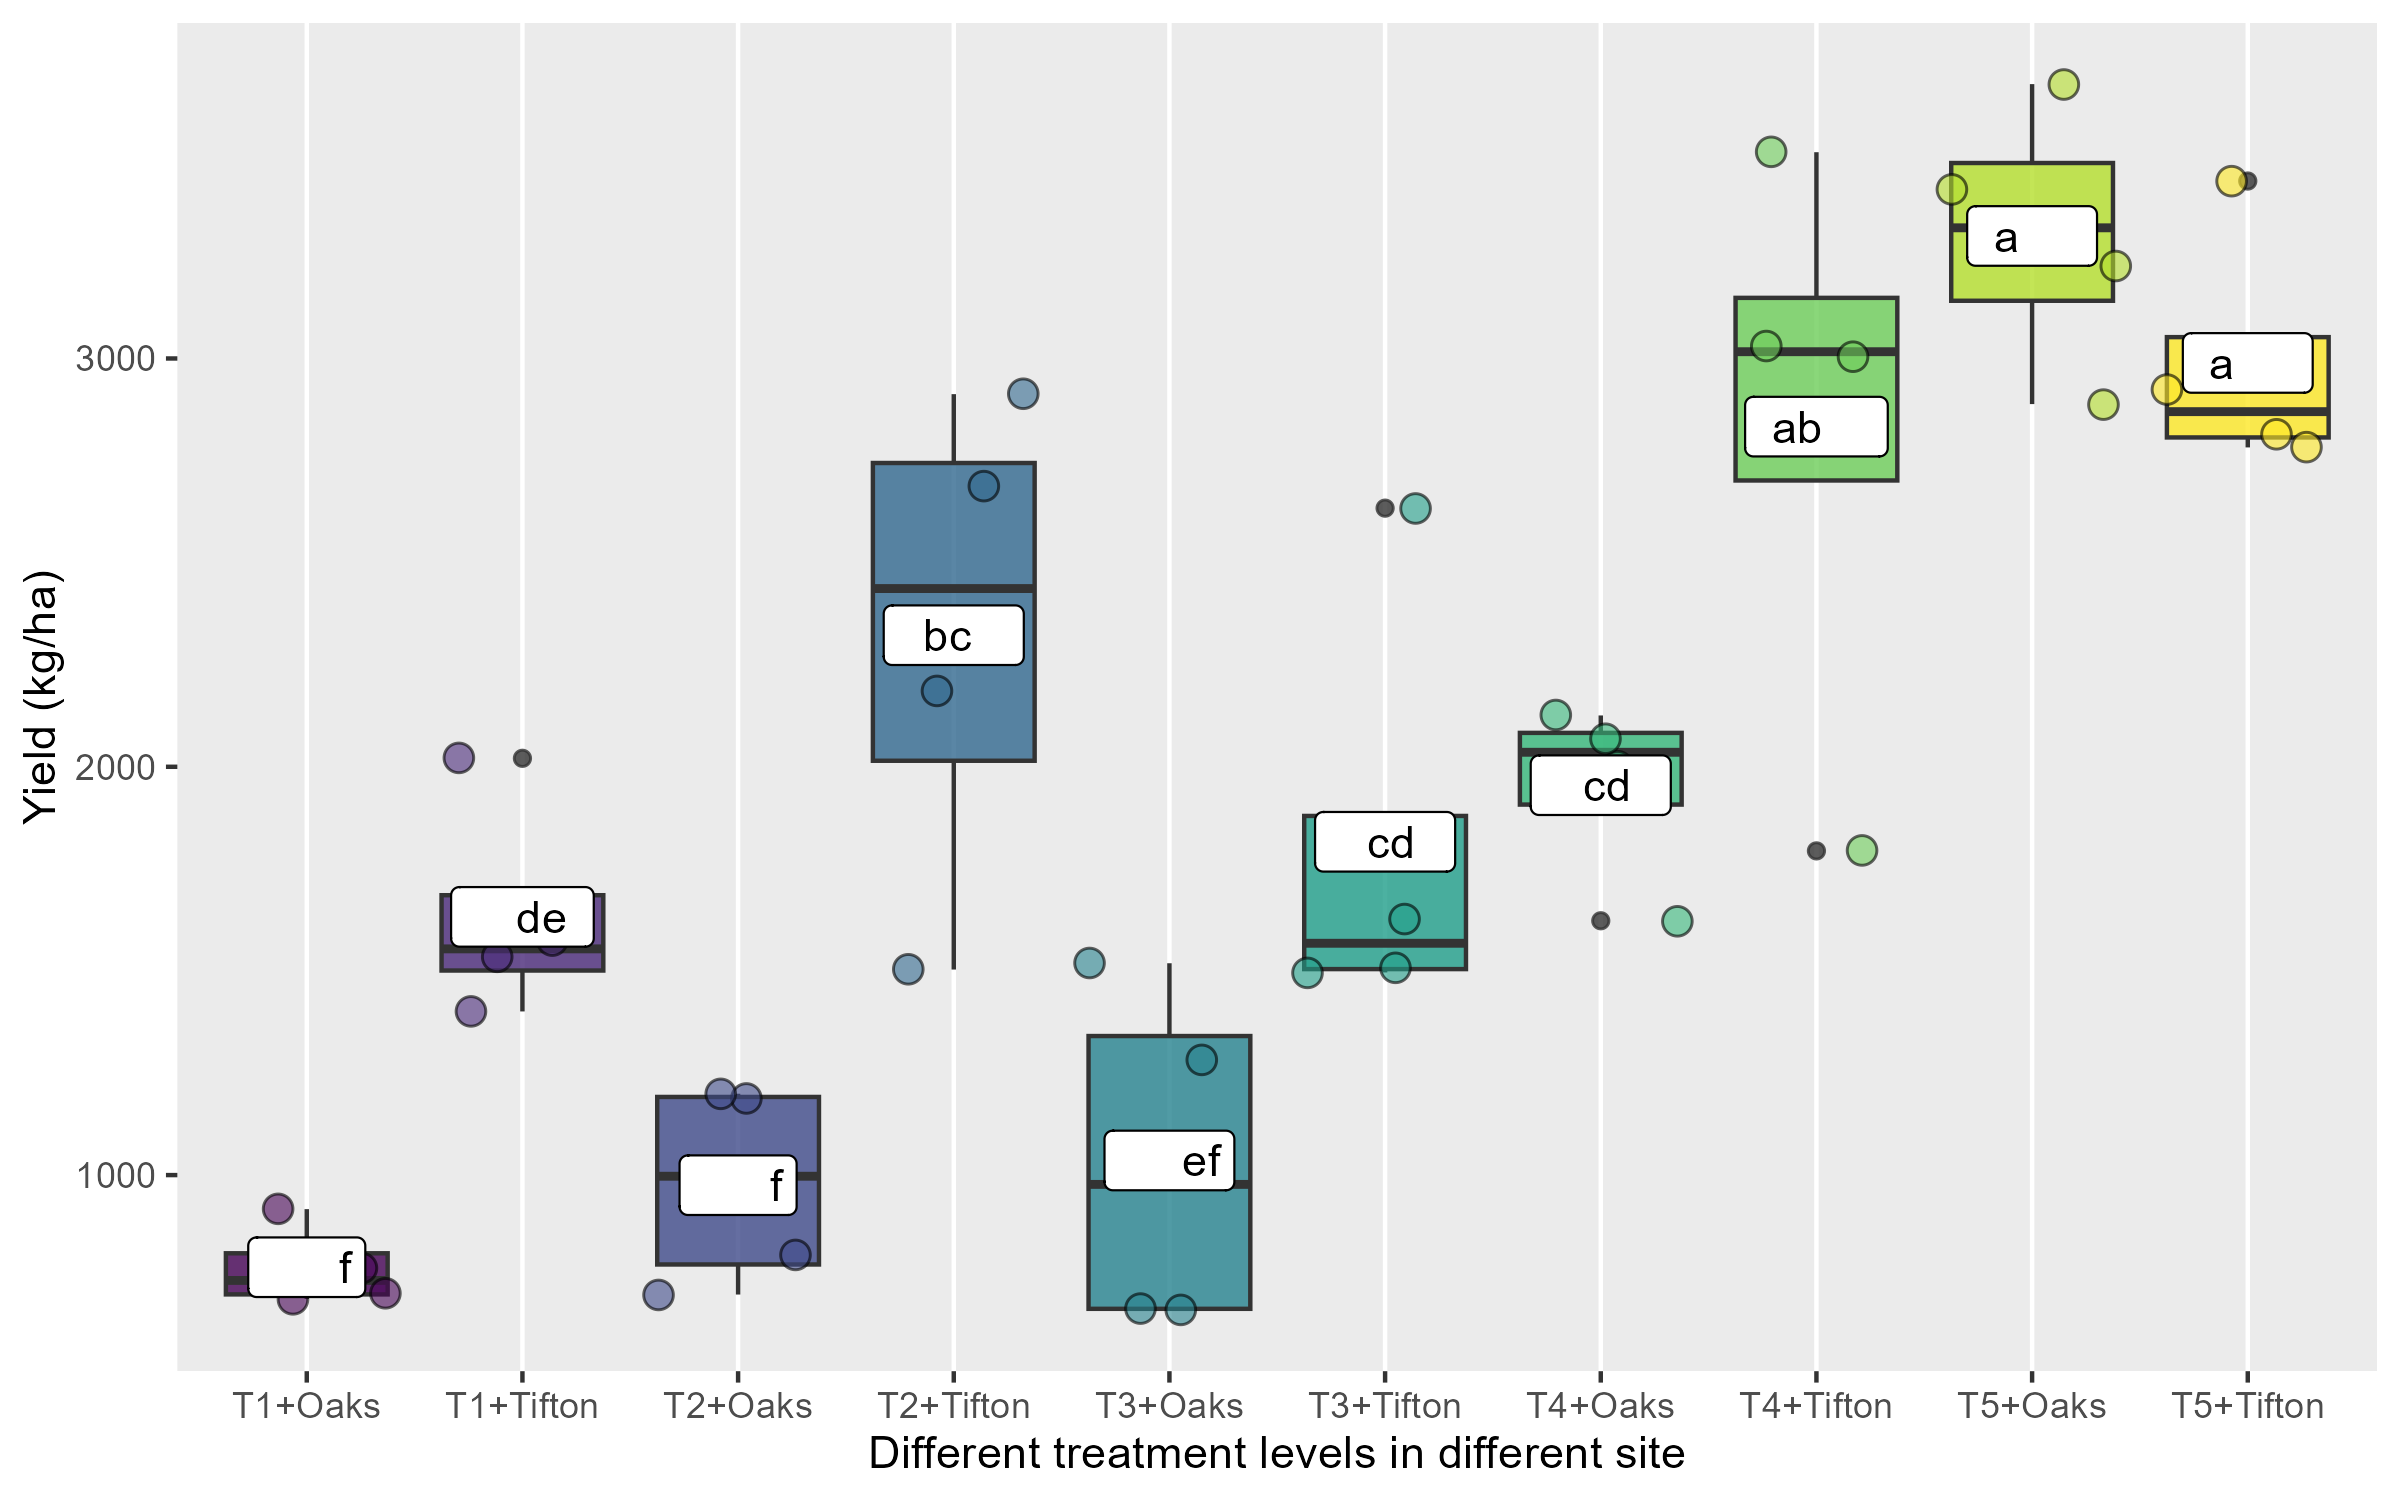 Yield (kg/ha)
3000
2000
1000
a
a
ab
bc
cd
cd
de
ef
f
f
T1+Oaks T1+Tifton T2+Oaks T2+Tifton T3+Oaks T3+Tifton T4+Oaks T4+Tifton T5+Oaks T5+Tifton
Different treatment levels in different site